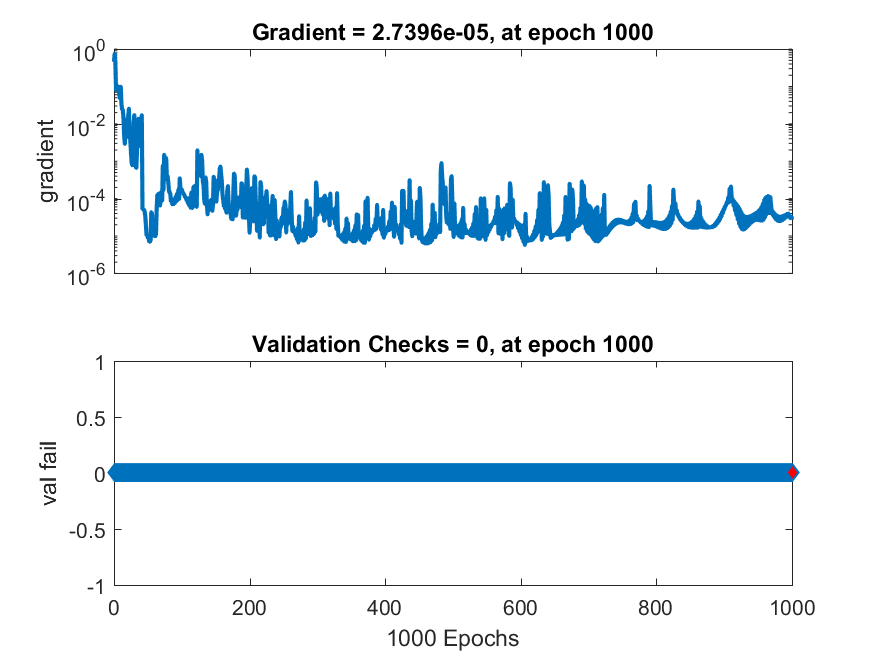 Gradient = 2.7396e-05, at epoch 1000
10^0
10^-2
10^-4
10^-6
gradient
Validation Checks = 0, at epoch 1000
1
0.5
0
-0.5
-1
val fail
0 200 400 600 800 1000
1000 Epochs